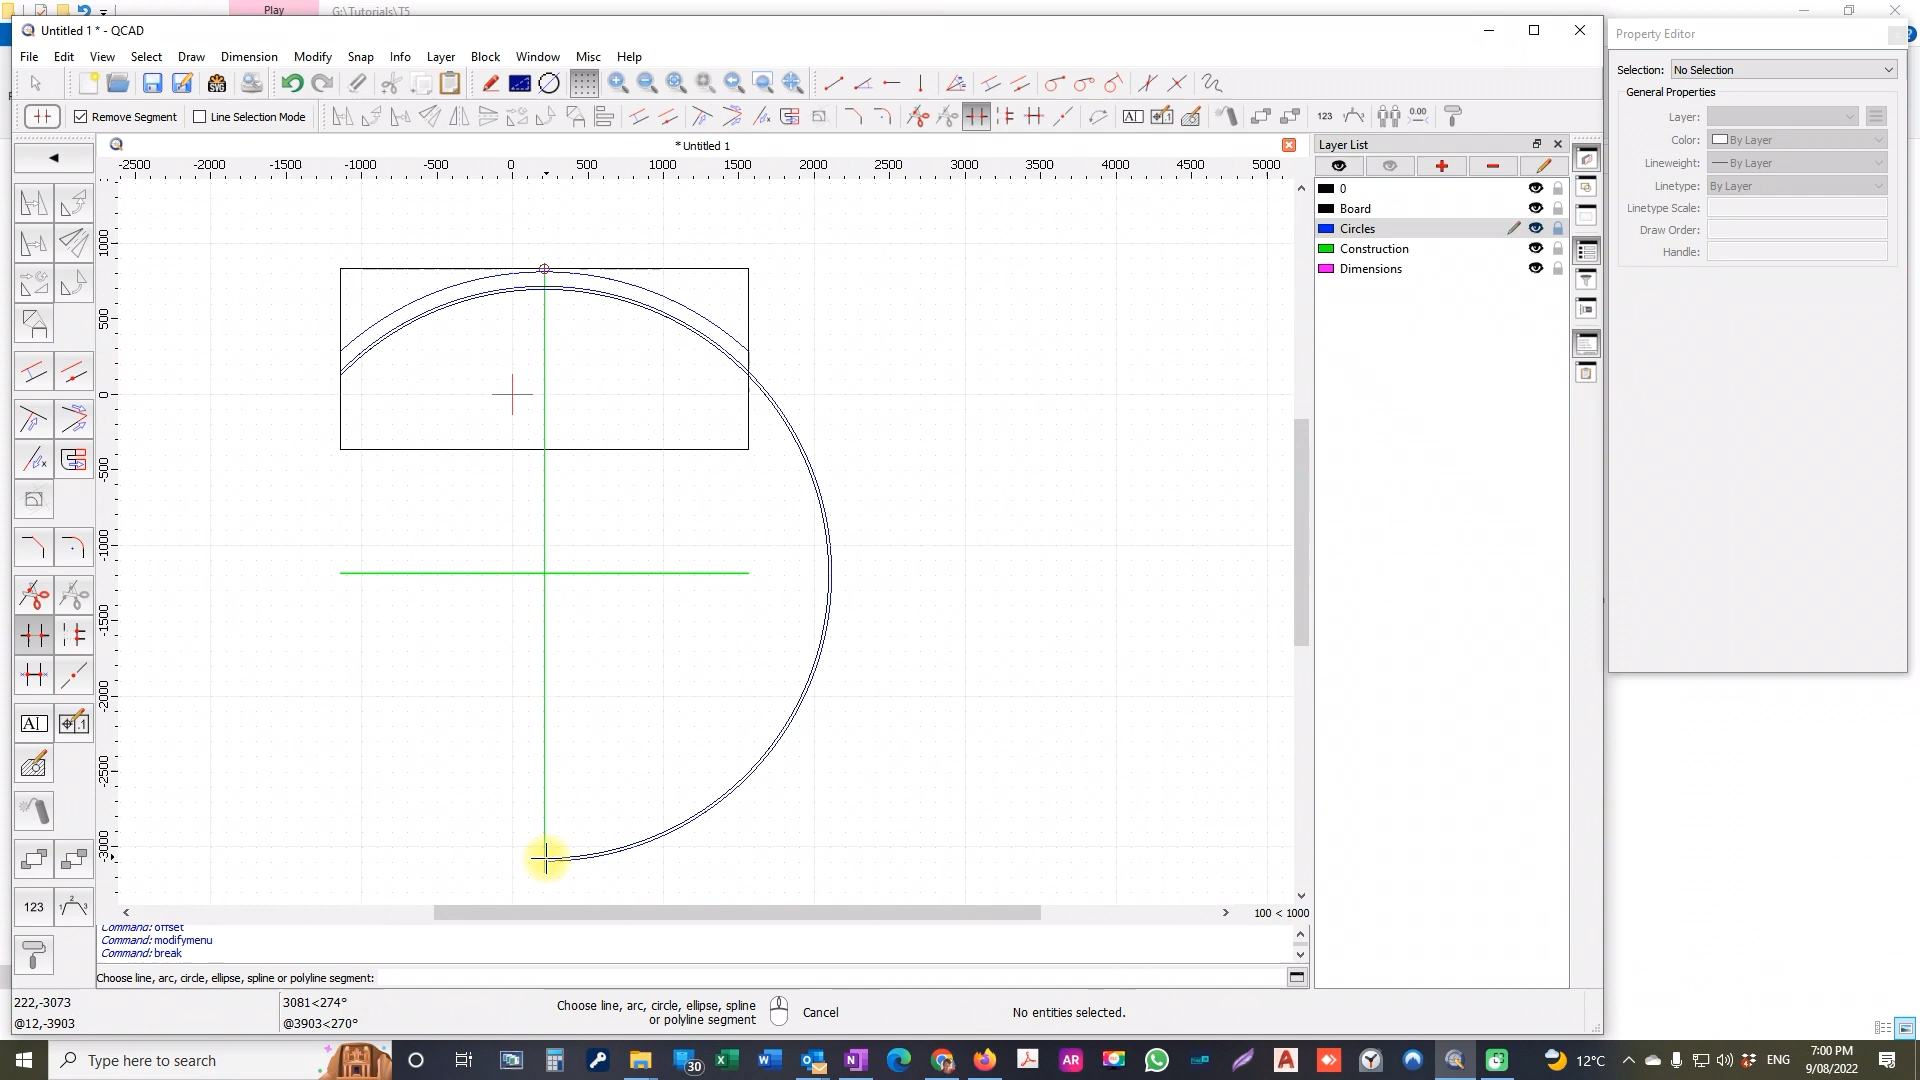 Play
G:\Tutorials\T5
Untitled 1 * - QCAD
File Edit View Select Draw Dimension Modify Snap Info Layer Block Window Misc Help
SVG
Remove Segment Line Selection Mode
123
0.00
* Untitled 1
-2500 -2000 -1500 -1000 -500 0 500 1000 1500 2000 2500 3000 3500 4000 4500 5000
1000
500
0
-500
-1000
-1500
-2000
-2500
-3000
A
123
Layer List
0
Board
Circles
Construction
Dimensions
Property Editor
Selection: No Selection
General Properties
Layer:
Color: By Layer
Lineweight: By Layer
Linetype: By Layer
Linetype Scale:
Draw Order:
Handle:
100 < 1000
Command: offset
Command: modifymenu
Command: break
Choose line, arc, circle, ellipse, spline or polyline segment:
222,-3073
@12,-3903
3081<274°
@3903<270°
Choose line, arc, circle, ellipse, spline
or polyline segment
Cancel
No entities selected.
Type here to search
30
AR
12°C
ENG
7:00 PM
9/08/2022